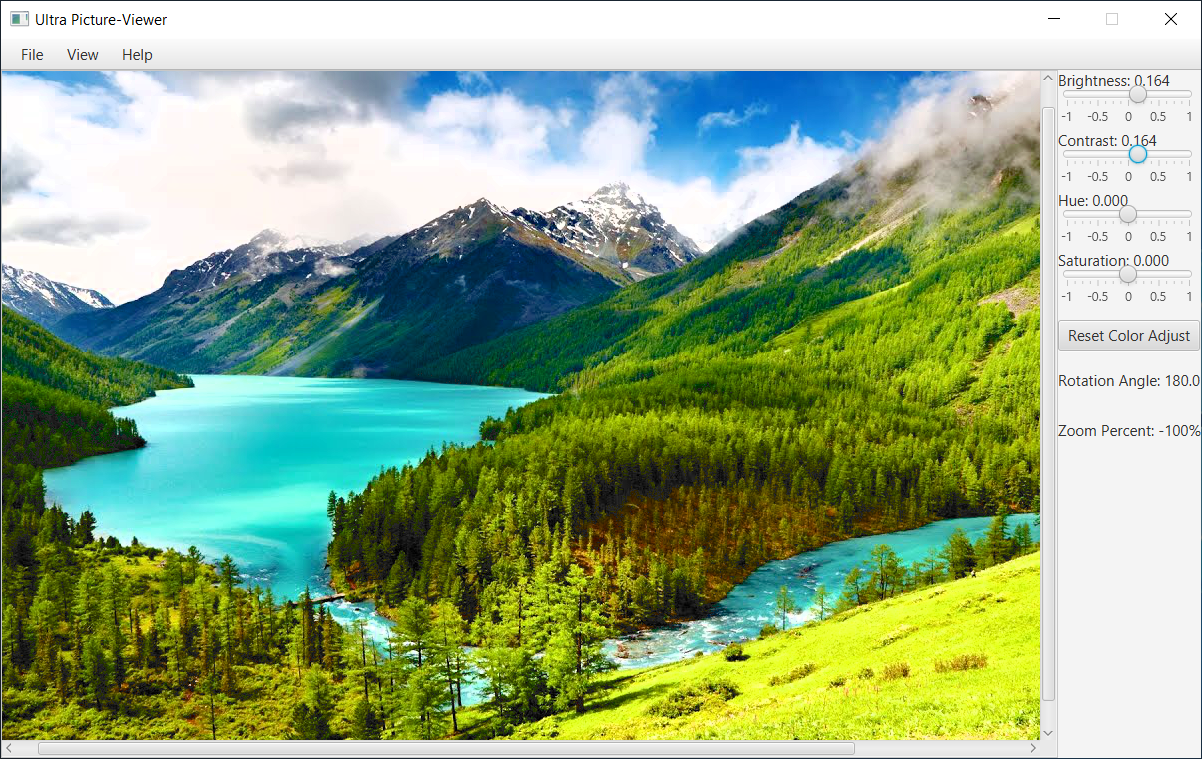 Ultra Picture-Viewer
File View Help
Brightness: 0.164
-1 -0.5 0 0.5 1
Contrast: 0.164
-1 -0.5 0 0.5 1
Hue: 0.000
-1 -0.5 0 0.5 1
Saturation: 0.000
-1 -0.5 0 0.5 1
Reset Color Adjust
Rotation Angle: 180.0
Zoom Percent: -100%